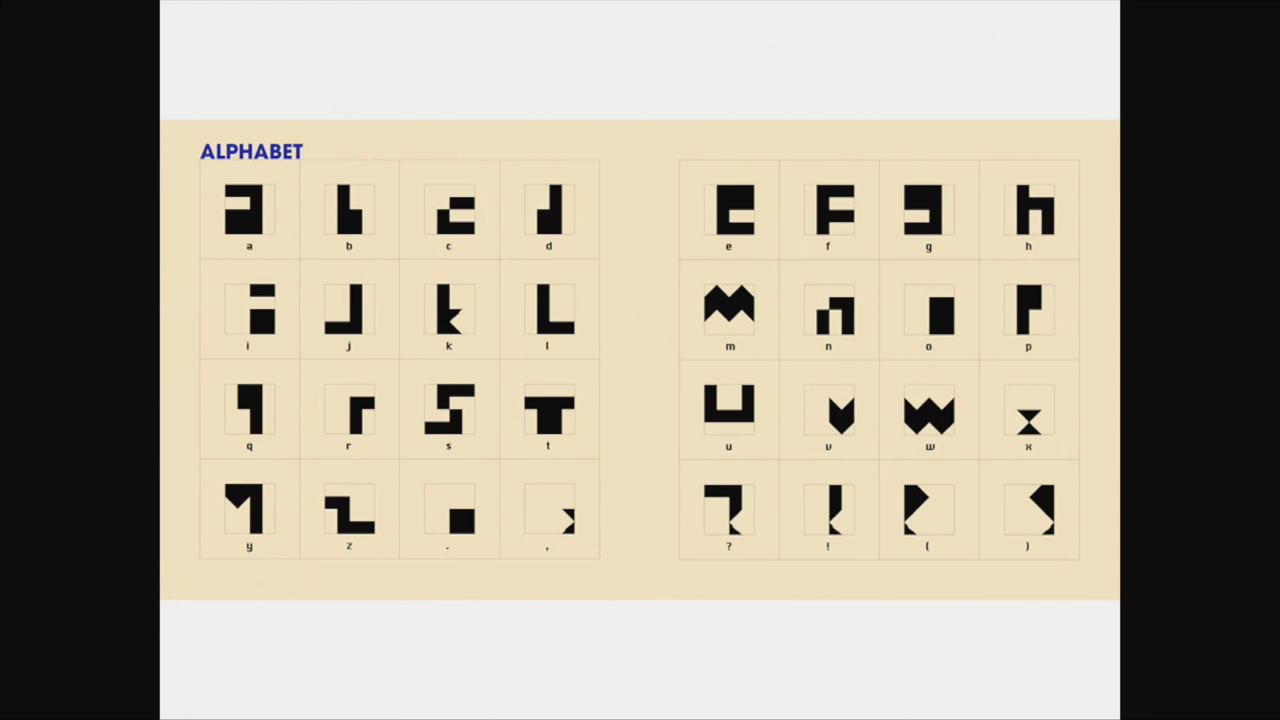 ALPHABET
a b c d e f g h
i j k l m n o p
q r s t u v w x
y z . , ? ! ( )